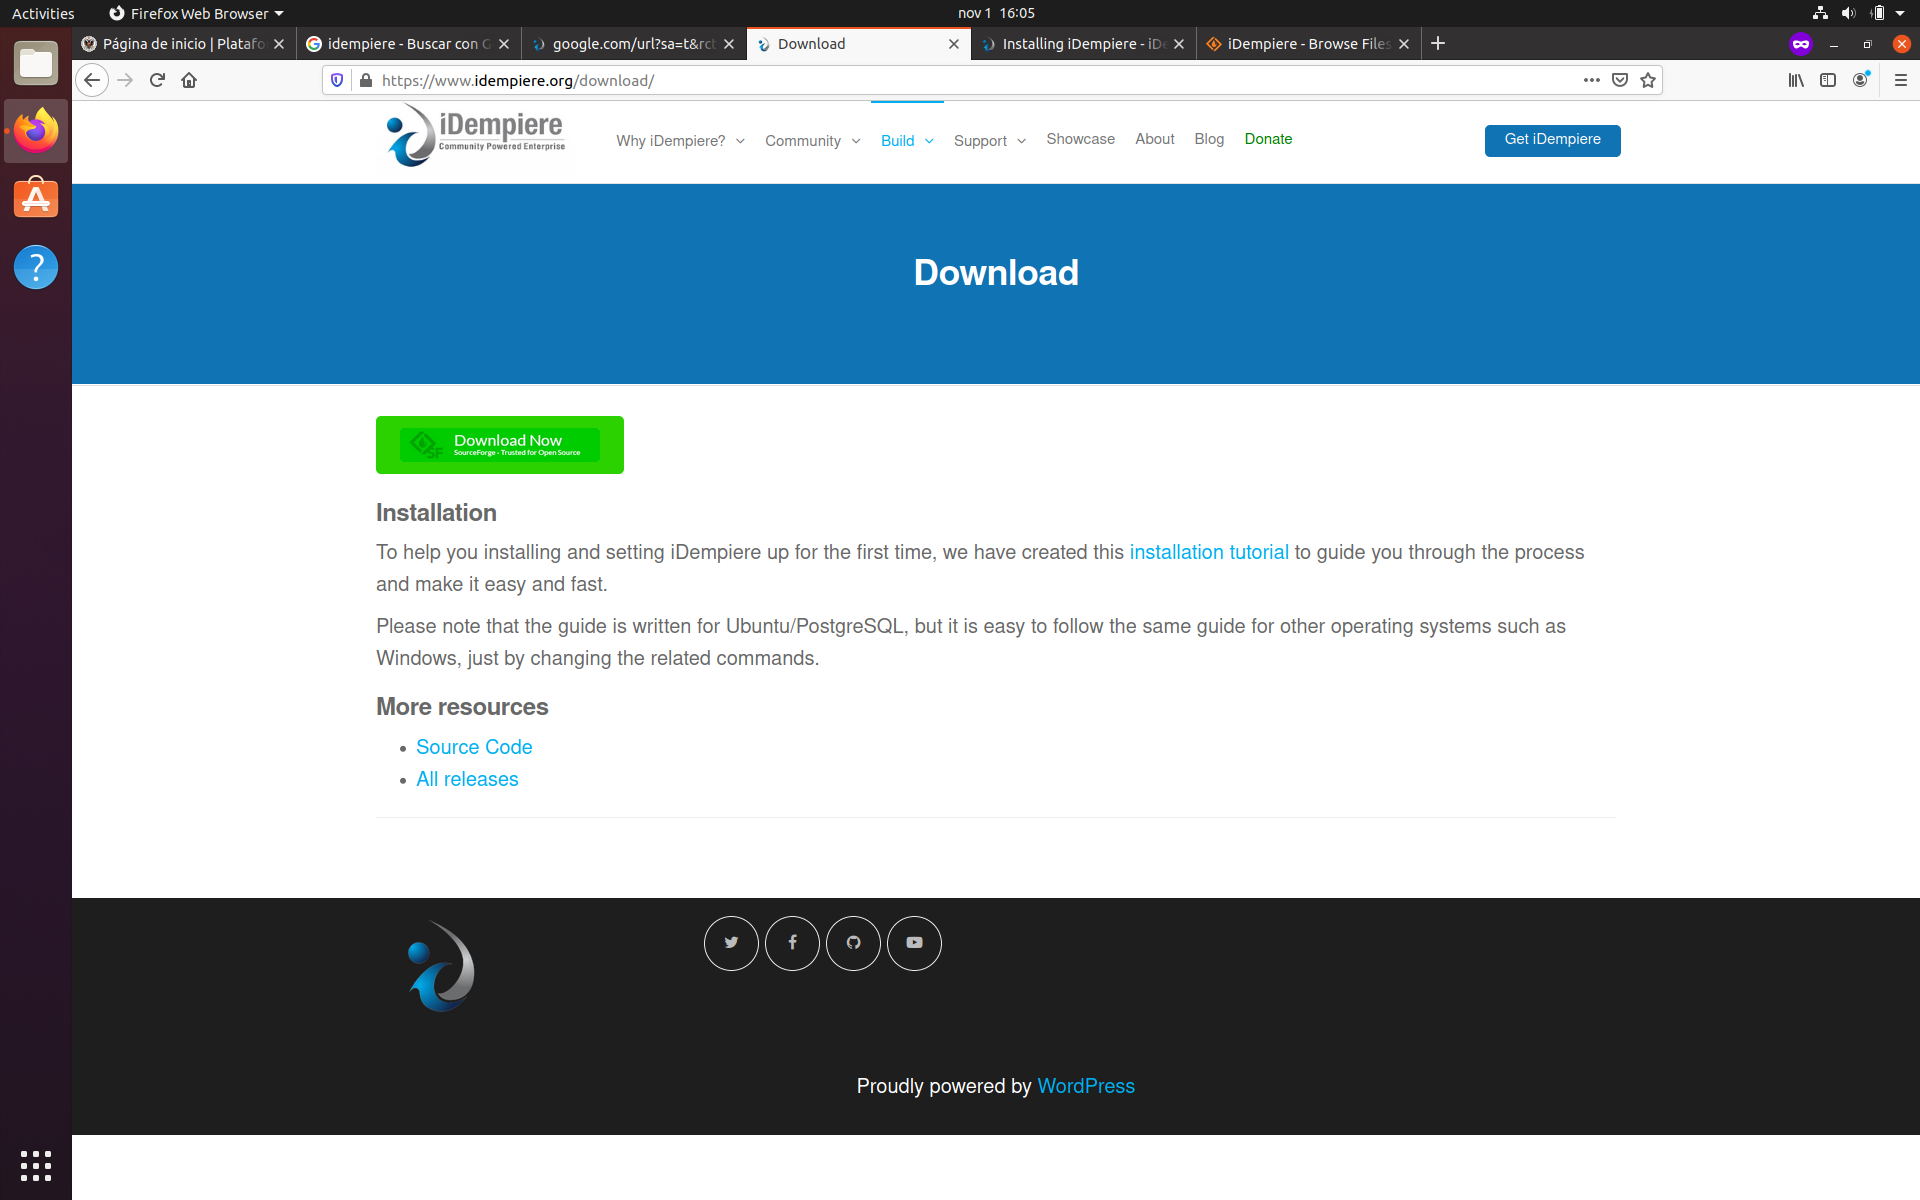 Activities
Firefox Web Browser
nov 1 16:05
Página de inicio | Platafo
idempiere - Buscar con G
google.com/url?sa=t&rct
Download
Installing iDempiere - iDe
iDempiere - Browse Files
https://www.idempiere.org/download/
iDempiere
Community Powered Enterprise
Why iDempiere?
Community
Build
Support
Showcase
About
Blog
Donate
Get iDempiere
Download
SF
Download Now
SourceForge - Trusted for Open Source
Installation
To help you installing and setting iDempiere up for the first time, we have created this installation tutorial to guide you through the process
and make it easy and fast.
Please note that the guide is written for Ubuntu/PostgreSQL, but it is easy to follow the same guide for other operating systems such as
Windows, just by changing the related commands.
More resources
Source Code
All releases
Proudly powered by WordPress